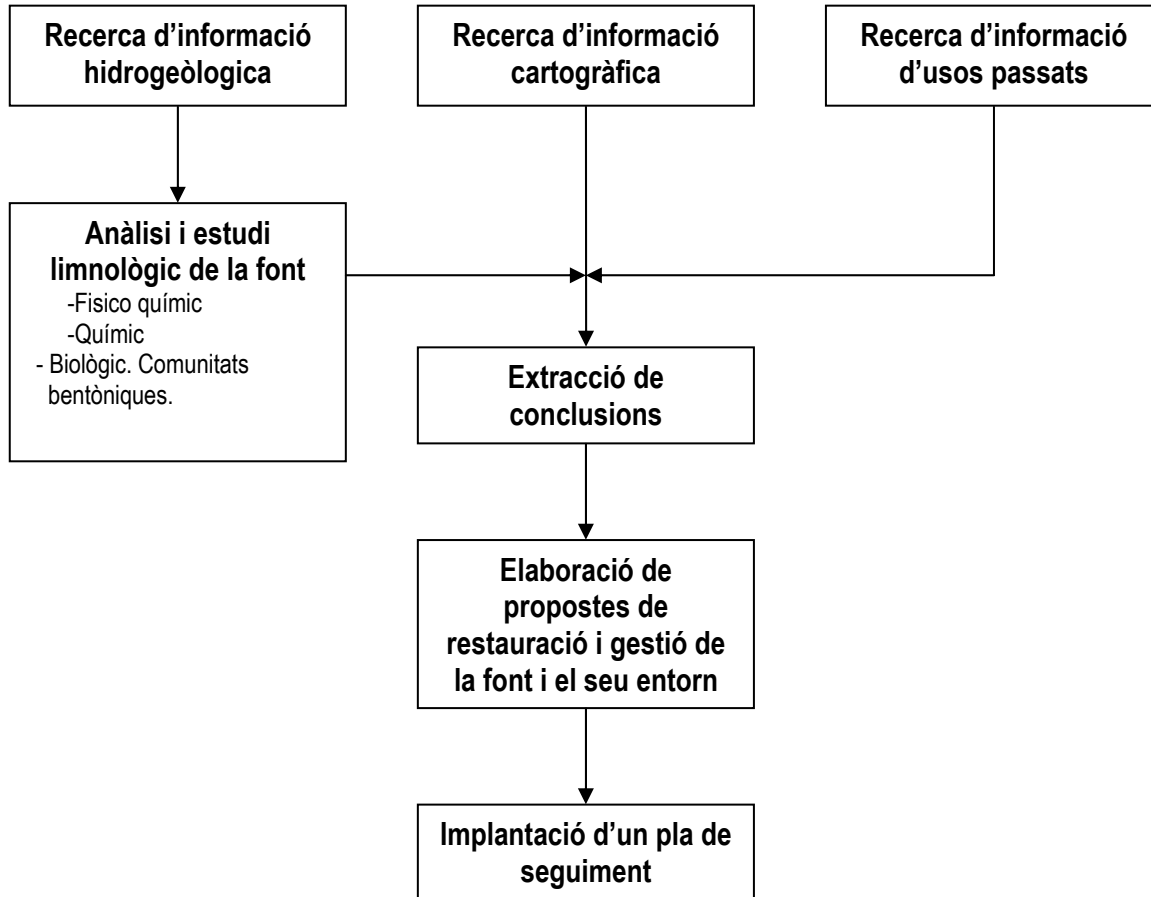 Recerca d’informació
hidrogeològica
Recerca d’informació
cartogràfica
Recerca d’informació
d’usos passats
Anàlisi i estudi
limnològic de la font
-Fisico químic
-Químic
- Biològic. Comunitats
bentòniques.
Extracció de
conclusions
Elaboració de
propostes de
restauració i gestió de
la font i el seu entorn
Implantació d’un pla de
seguiment